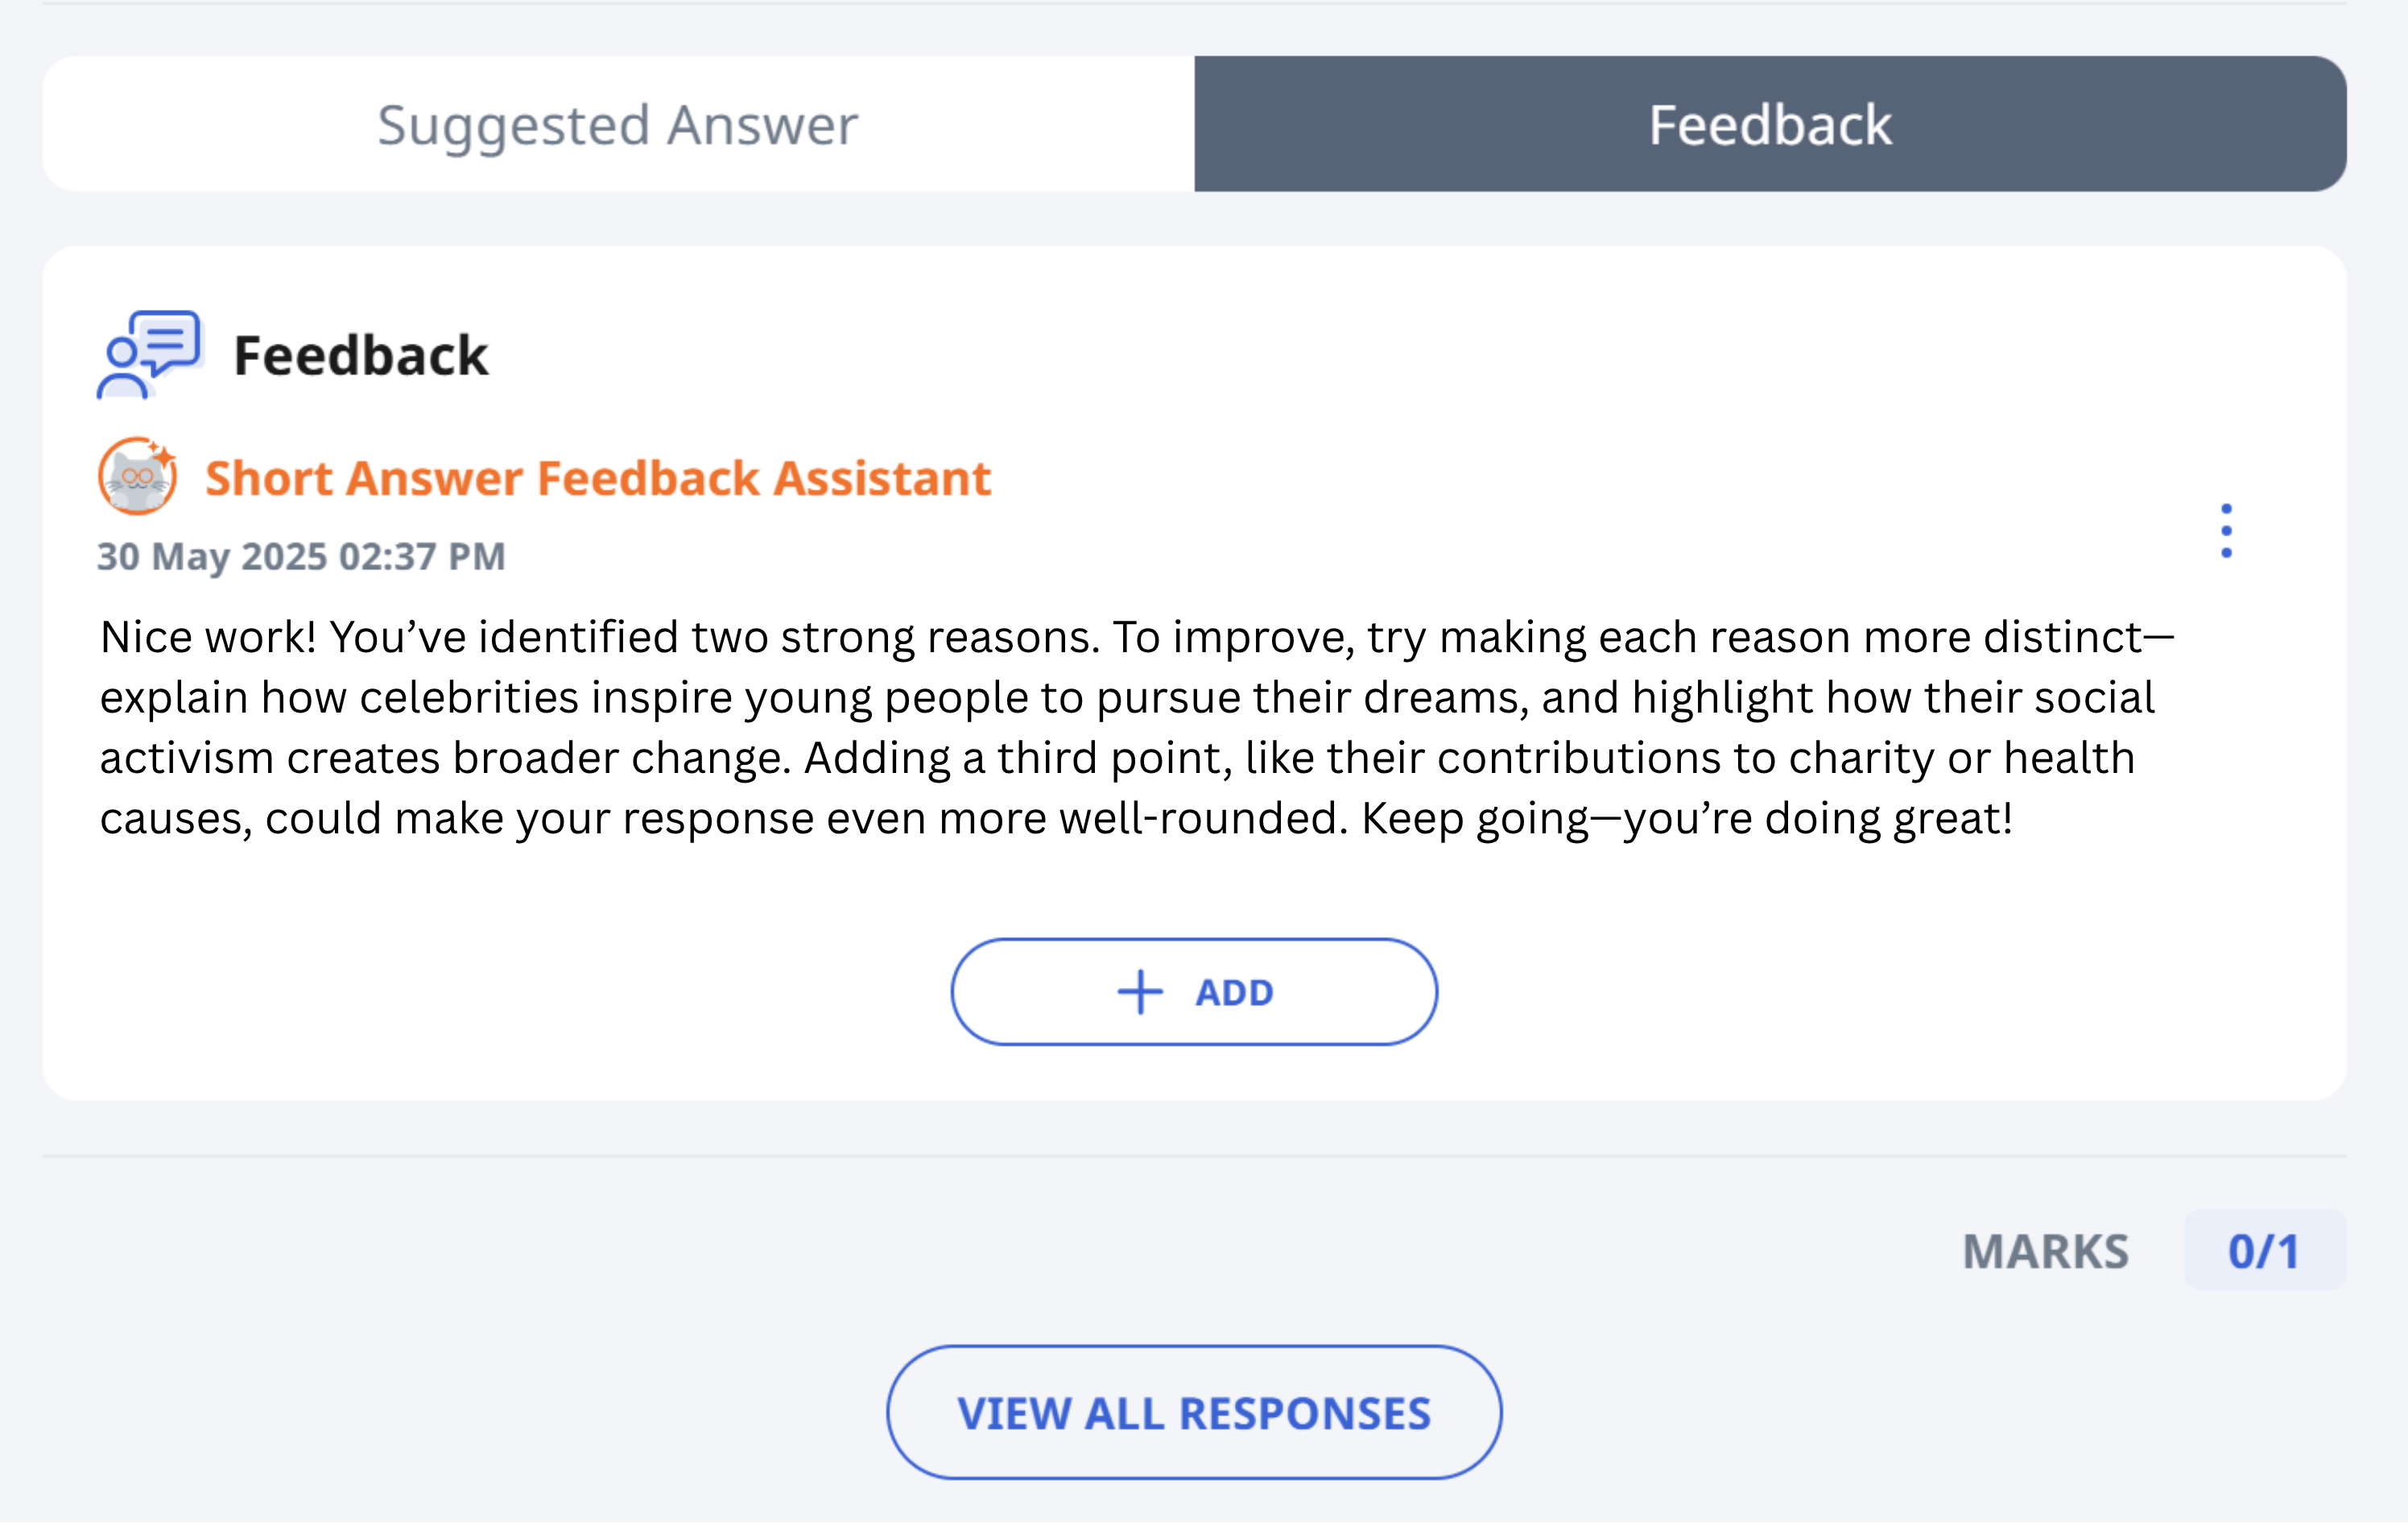 Suggested Answer
Feedback
Feedback
Short Answer Feedback Assistant
30 May 2025 02:37 PM
Nice work! You’ve identified two strong reasons. To improve, try making each reason more distinct—
explain how celebrities inspire young people to pursue their dreams, and highlight how their social
activism creates broader change. Adding a third point, like their contributions to charity or health
causes, could make your response even more well-rounded. Keep going—you’re doing great!
ADD
MARKS 0/1
VIEW ALL RESPONSES